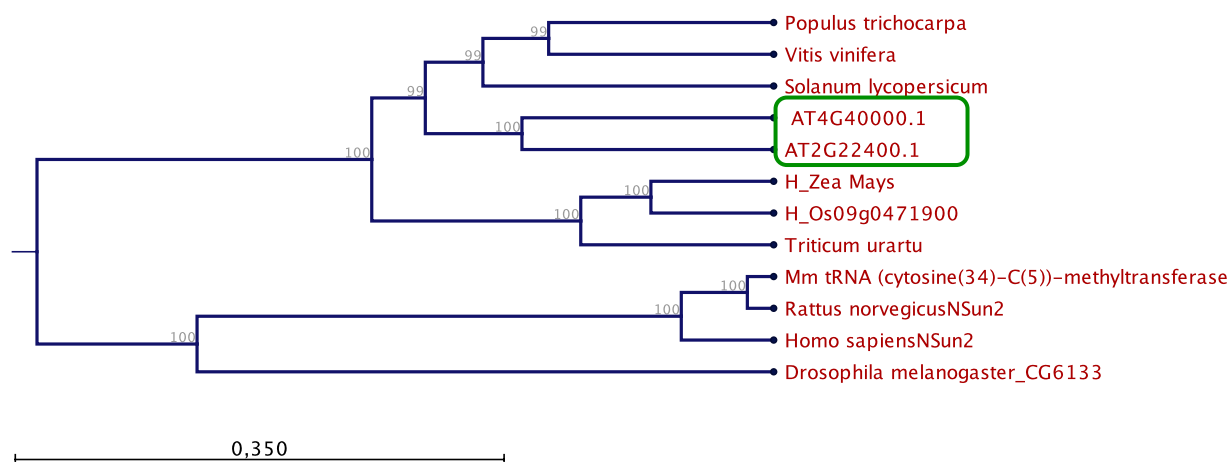 Populus trichocarpa
99
Vitis vinifera
99
Solanum lycopersicum
99
AT4G40000.1
100
AT2G22400.1
100
H_Zea Mays
100
H_Os09g0471900
100
Triticum urartu
Mm tRNA (cytosine(34)-C(5))-methyltransferase
100
Rattus norvegicusNSun2
100
Homo sapiensNSun2
100
Drosophila melanogaster_CG6133
0,350